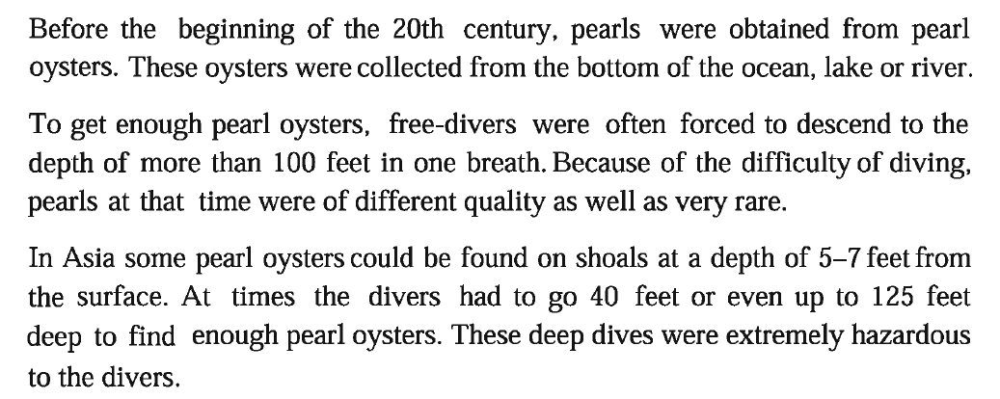 Before the beginning of the 20th century, pearls were obtained from pearl
oysters. These oysters were collected from the bottom of the ocean, lake or river.
To get enough pearl oysters, free-divers were often forced to descend to the
depth of more than 100 feet in one breath. Because of the difficulty of diving,
pearls at that time were of different quality as well as very rare.
In Asia some pearl oysters could be found on shoals at a depth of 5–7 feet from
the surface. At times the divers had to go 40 feet or even up to 125 feet
deep to find enough pearl oysters. These deep dives were extremely hazardous
to the divers.